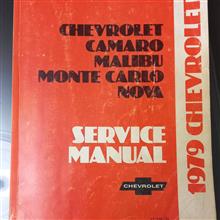 CHEVROLET
CAMARO
MALIBU
MONTE CARLO
NOVA
SERVICE
MANUAL
CHEVROLET
1979 CHEVROLET